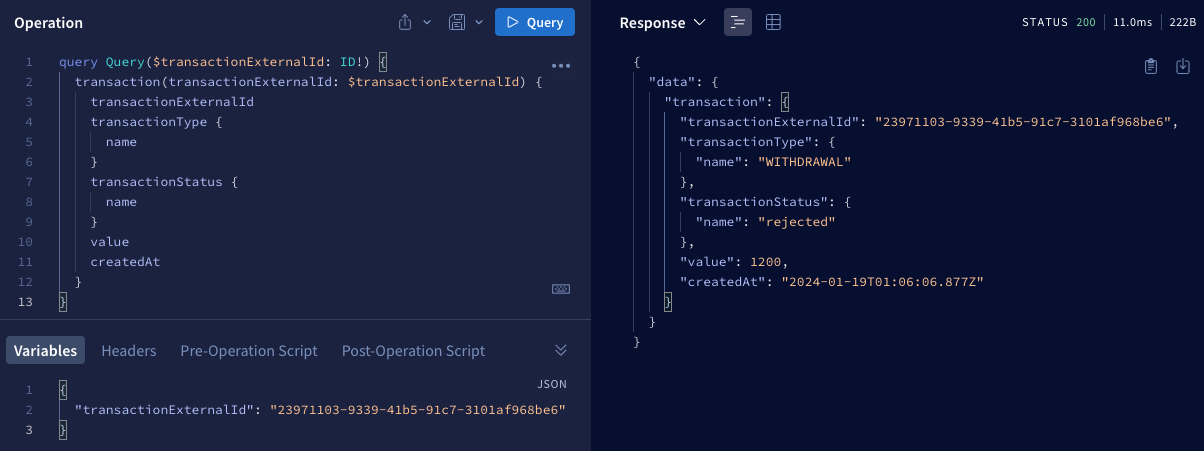 Operation
Query
1 query Query($transactionExternalId: ID!) {
2 transaction(transactionExternalId: $transactionExternalId) {
3 transactionExternalId
4 transactionType {
5 name
6 }
7 transactionStatus {
8 name
9 }
10 value
11 createdAt
12 }
13 }
Variables Headers Pre-Operation Script Post-Operation Script
JSON
1 {
2 "transactionExternalId": "23971103-9339-41b5-91c7-3101af968be6"
3 }
Response STATUS 200 11.0ms 222B
{
"data": {
"transaction": {
"transactionExternalId": "23971103-9339-41b5-91c7-3101af968be6",
"transactionType": {
"name": "WITHDRAWAL"
},
"transactionStatus": {
"name": "rejected"
},
"value": 1200,
"createdAt": "2024-01-19T01:06:06.877Z"
}
}
}